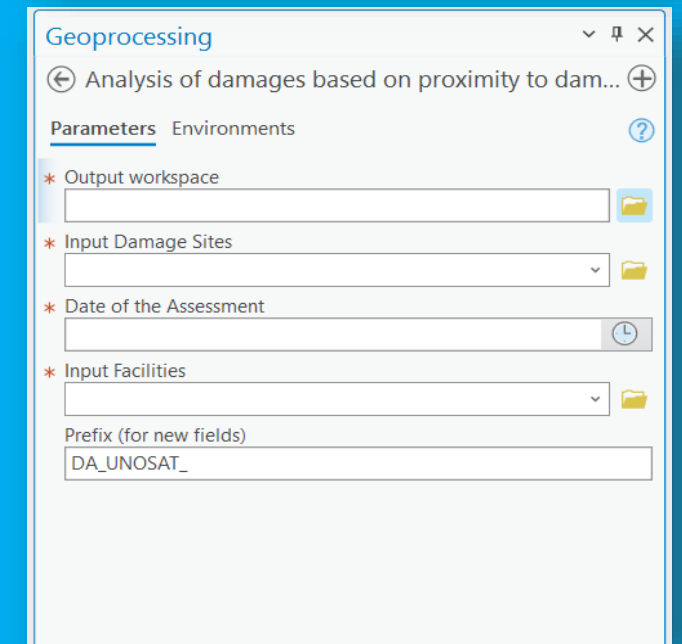 Geoprocessing
Analysis of damages based on proximity to dam...
Parameters Environments
* Output workspace
* Input Damage Sites
* Date of the Assessment
* Input Facilities
Prefix (for new fields)
DA_UNOSAT_